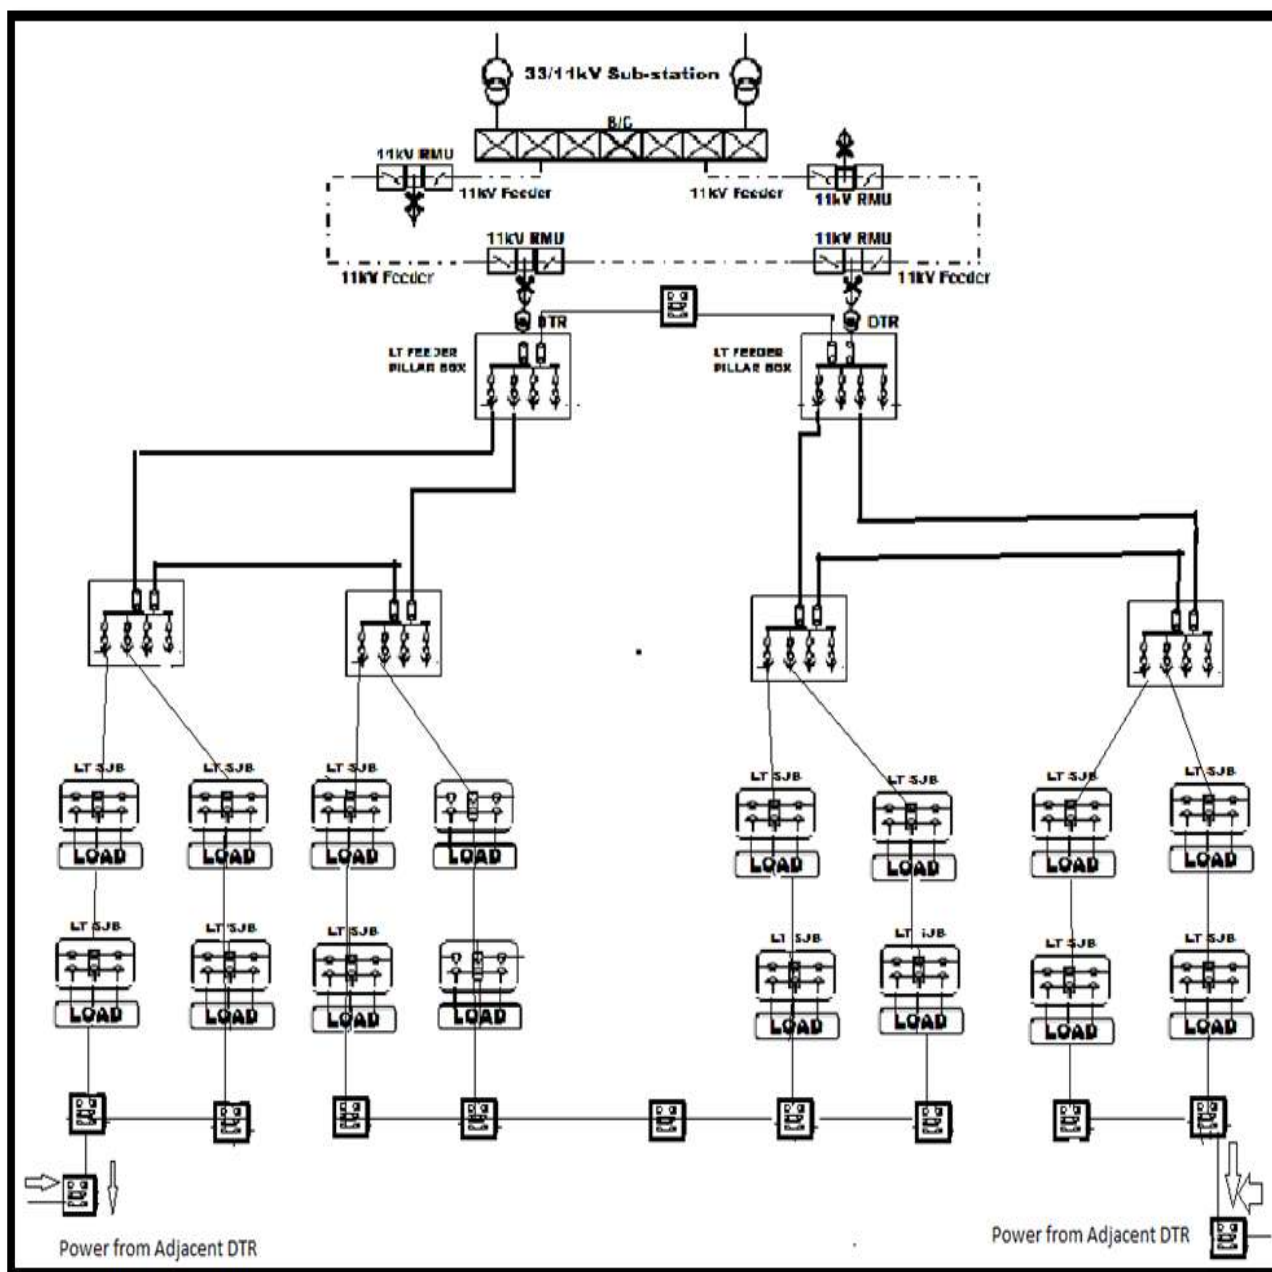 33/11kV Sub-station
B/C
11kV RMU
11kV Feeder
11kV Feeder
11kV RMU
11kV RMU
11kV RMU
11kV Feeder
11kV Feeder
DTR
DTR
LT FEEDER
PILLAR BOX
LT FEEDER
PILLAR BOX
LT SJB
LT SJB
LT SJB
LT SJB
LT SJB
LT SJB
LT SJB
LOAD
LOAD
LOAD
LOAD
LOAD
LOAD
LOAD
LOAD
LT SJB
LT SJB
LT SJB
LT SJB
LT SJB
LT SJB
LT SJB
LOAD
LOAD
LOAD
LOAD
LOAD
LOAD
LOAD
LOAD
Power from Adjacent DTR
Power from Adjacent DTR